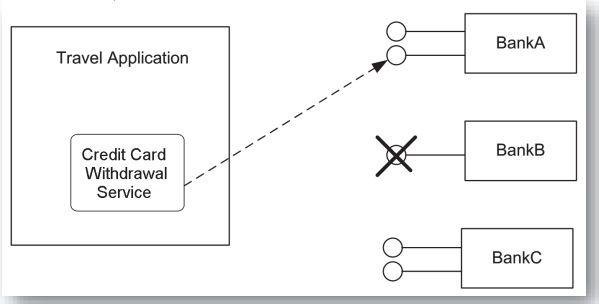 Travel Application
Credit Card
Withdrawal
Service
BankA
BankB
BankC